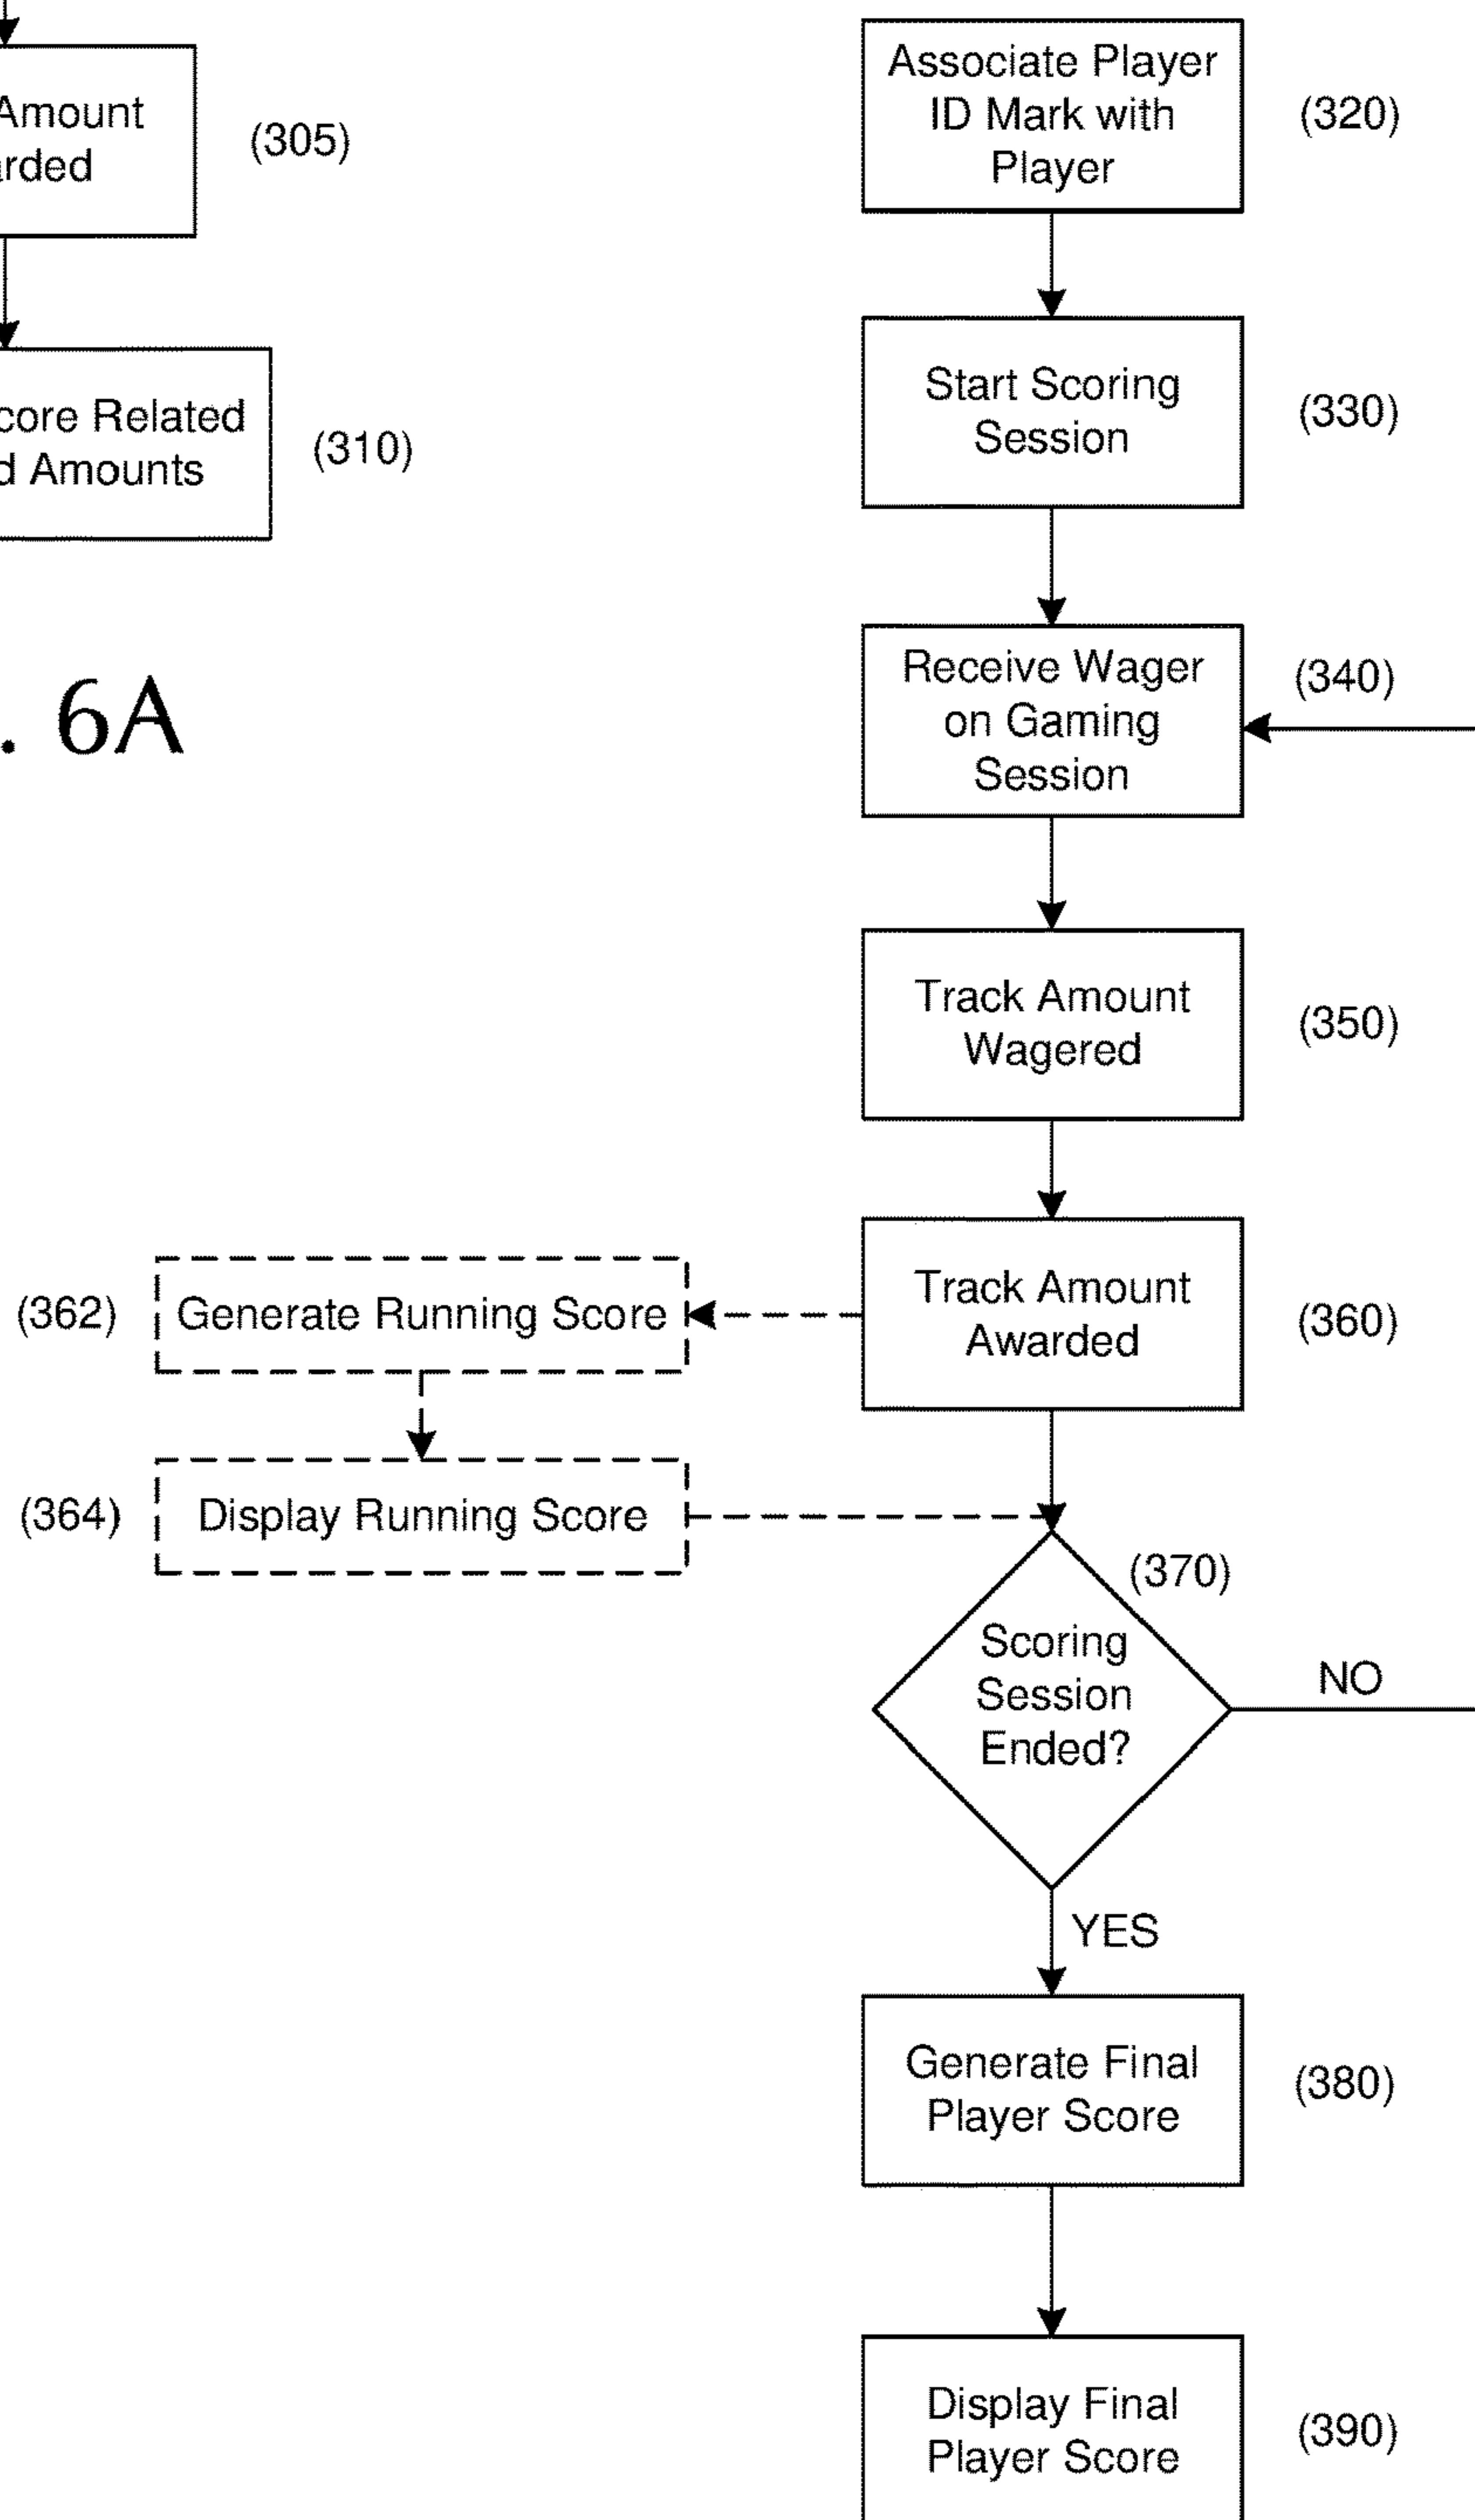 Amount
(305)
core Related
d Amounts
(310)
. 6A
Associate Player
ID Mark with
Player
(320)
Start Scoring
Session
(330)
Receive Wager
on Gaming
Session
(340)
Track Amount
Wagered
(350)
Track Amount
Awarded
(360)
(362)
Generate Running Score
(364)
Display Running Score
(370)
Scoring
Session
Ended?
NO
YES
Generate Final
Player Score
(380)
Display Final
Player Score
(390)